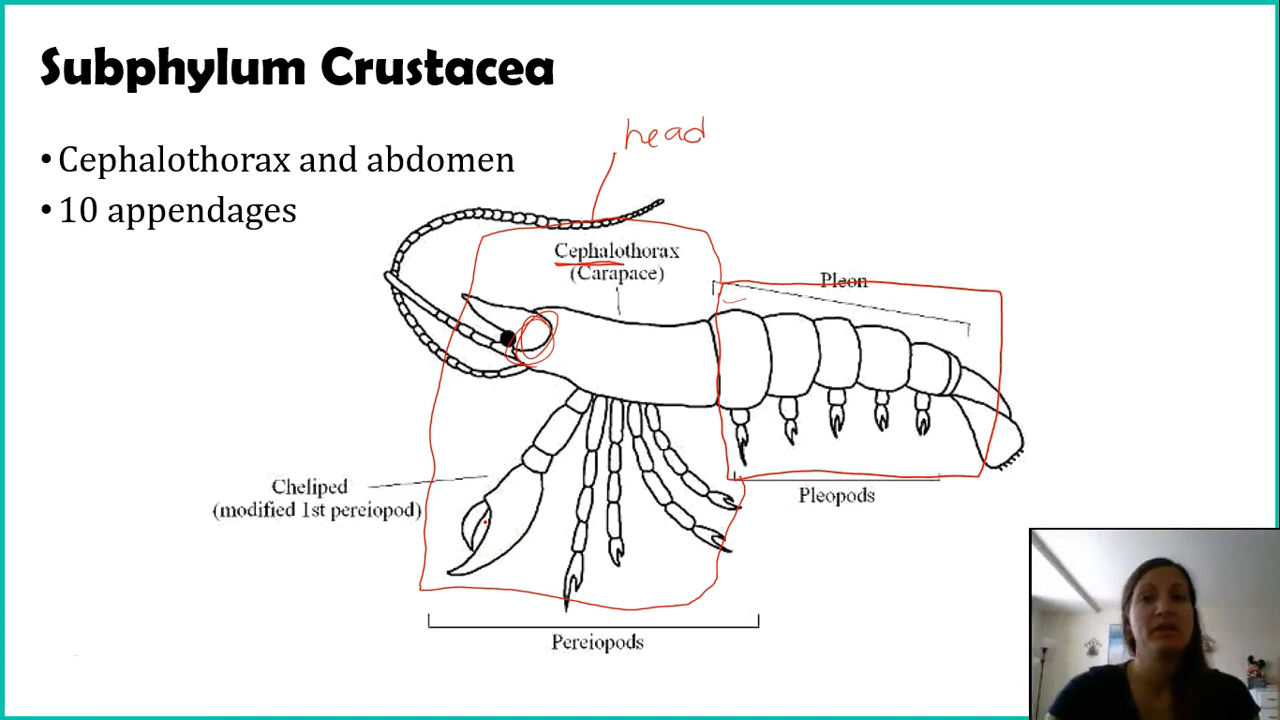 Subphylum Crustacea
• Cephalothorax and abdomen
• 10 appendages
head
Cephalothorax
(Carapace)
Pleon
Cheliped
(modified 1st pereiopod)
Pleopods
Pereiopods